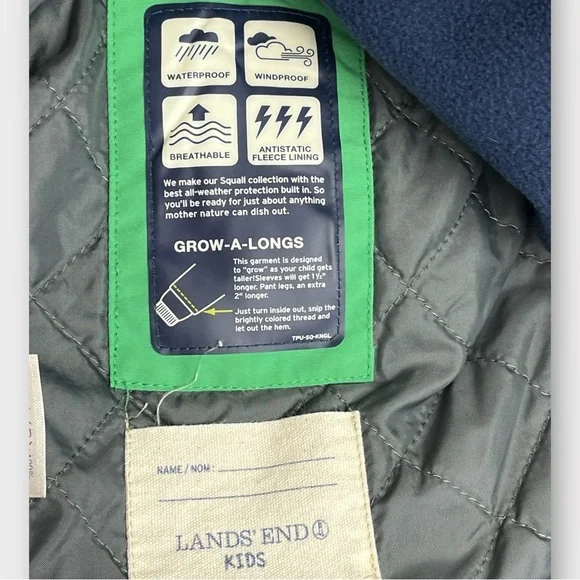 WATERPROOF
WINDPROOF
BREATHABLE
ANTISTATIC
FLEECE LINING
We make our Squall collection with the
best all-weather protection built in. So
you'll be ready for just about anything
mother nature can dish out.
GROW-A-LONGS
This garment is designed
to "grow" as your child gets
taller!Sleeves will get 1½"
longer. Pant legs, an extra
2" longer.
Just turn inside out, snip the
brightly colored thread and
let out the hem.
TPU-SQ-KNGL
NAME/NOM:
LANDS' END
KIDS